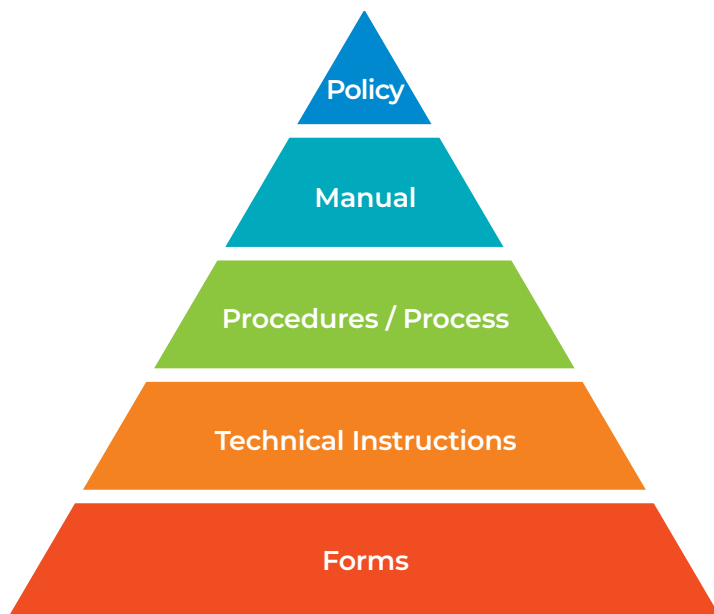 Policy
Manual
Procedures / Process
Technical Instructions
Forms